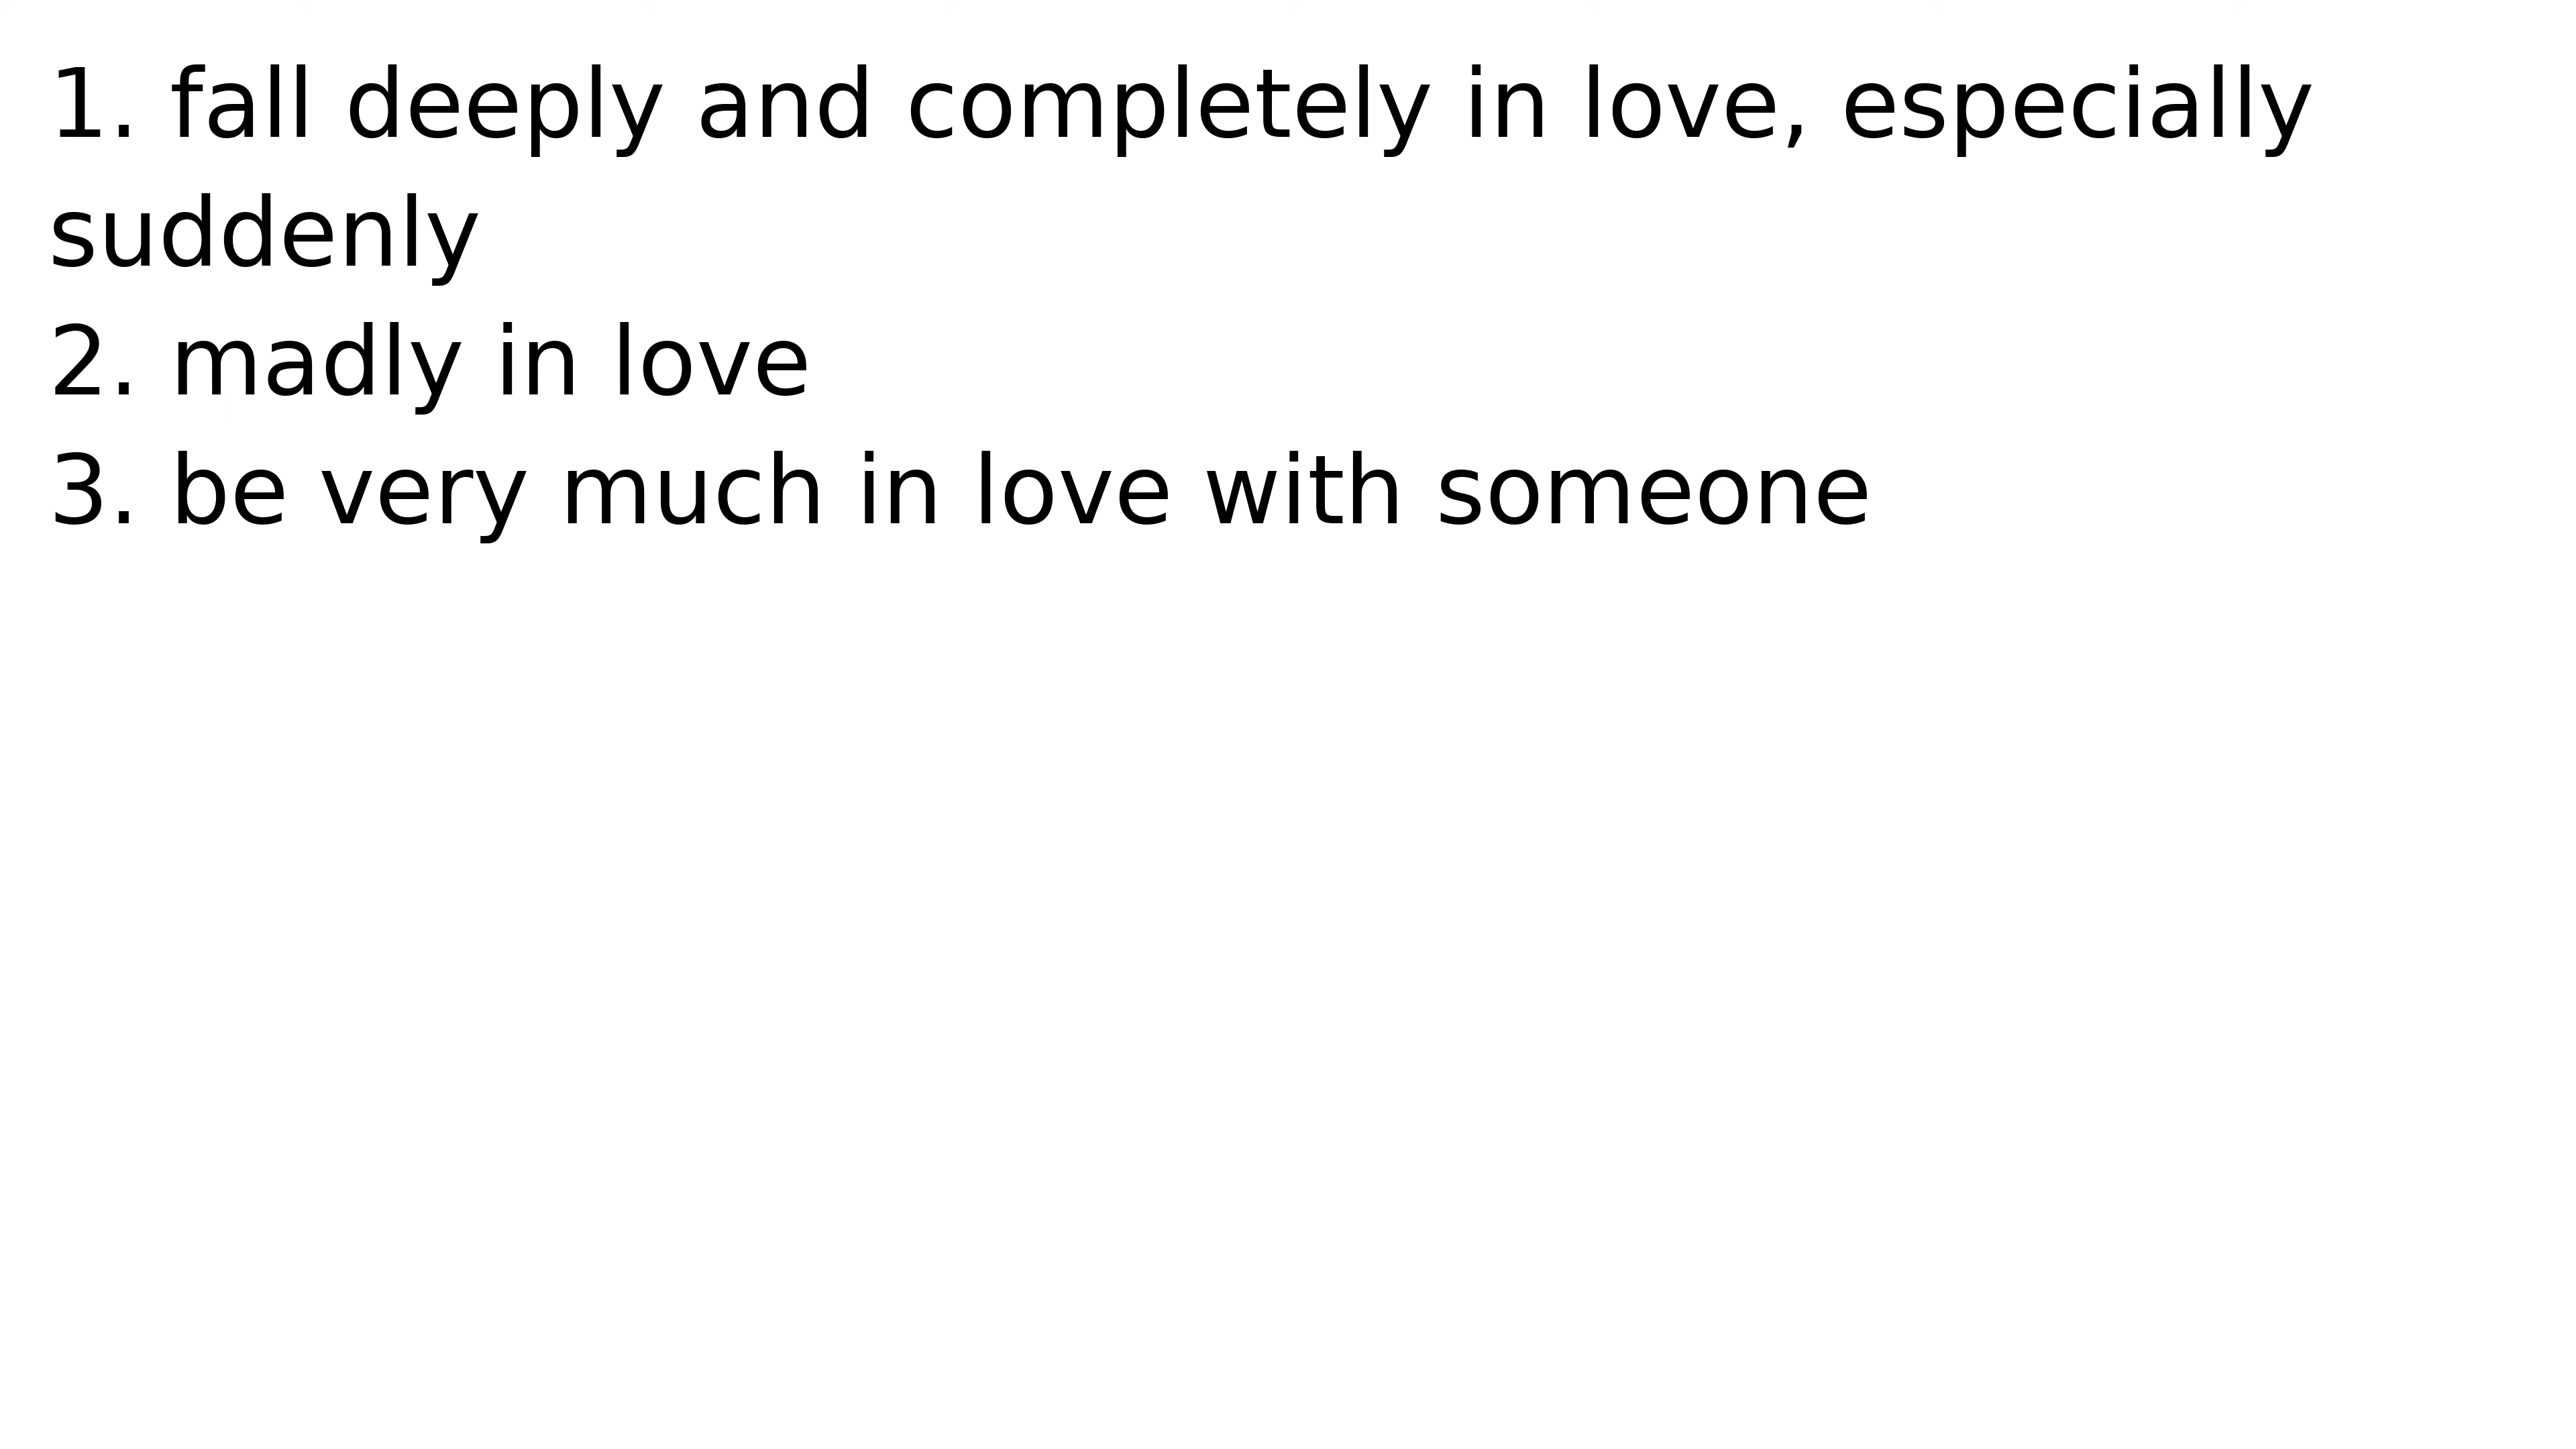 1. fall deeply and completely in love, especially
suddenly
2. madly in love
3. be very much in love with someone